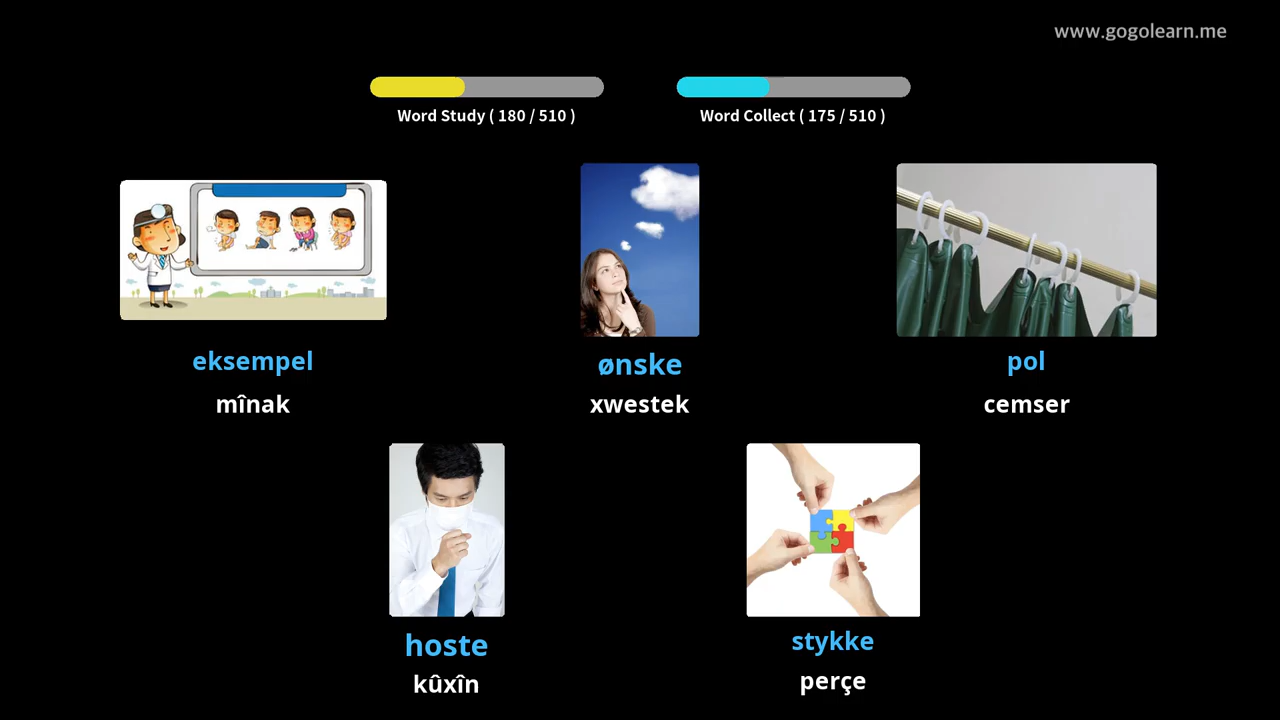 www.gogolearn.me
Word Study ( 180 / 510 )
Word Collect ( 175 / 510 )
eksempel
mînak
ønske
xwestek
pol
cemser
hoste
kûxîn
stykke
perçe